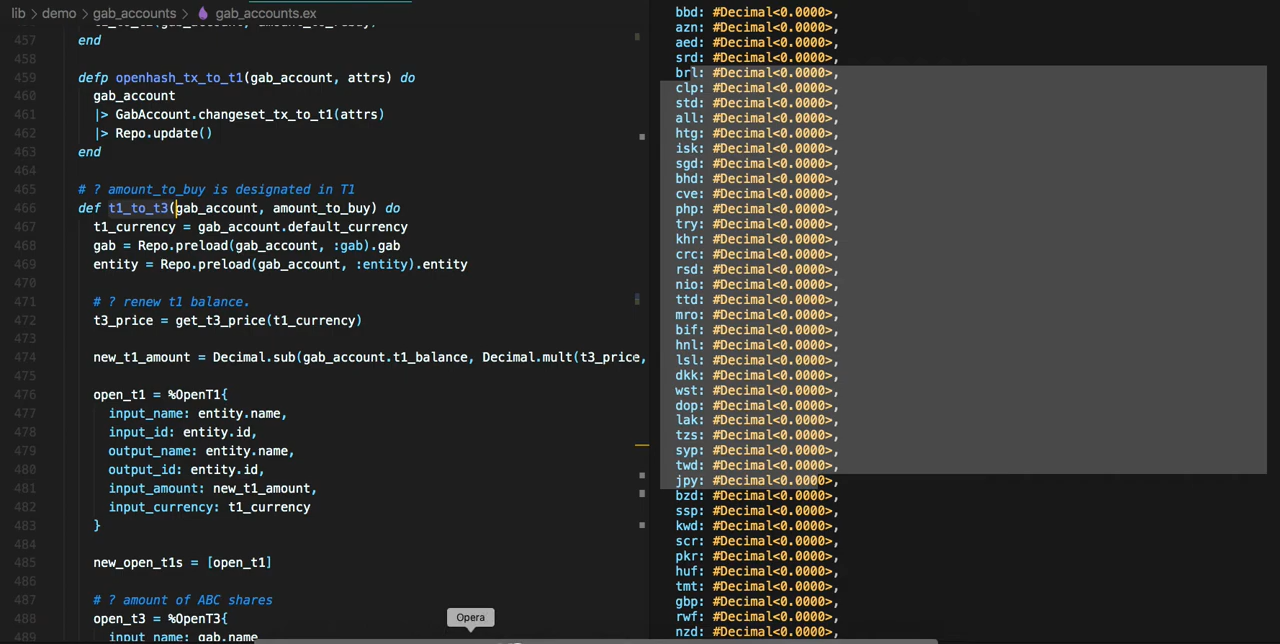 lib > demo > gab_accounts > gab_accounts.ex
457 end
458
459 defp openhash_tx_to_t1(gab_account, attrs) do
460 gab_account
461 |> GabAccount.changeset_tx_to_t1(attrs)
462 |> Repo.update()
463 end
464
465 # ? amount_to_buy is designated in T1
466 def t1_to_t3(gab_account, amount_to_buy) do
467 t1_currency = gab_account.default_currency
468 gab = Repo.preload(gab_account, :gab).gab
469 entity = Repo.preload(gab_account, :entity).entity
470
471 # ? renew t1 balance.
472 t3_price = get_t3_price(t1_currency)
473
474 new_t1_amount = Decimal.sub(gab_account.t1_balance, Decimal.mult(t3_price,
475
476 open_t1 = %OpenT1{
477 input_name: entity.name,
478 input_id: entity.id,
479 output_name: entity.name,
480 output_id: entity.id,
481 input_amount: new_t1_amount,
482 input_currency: t1_currency
483 }
484
485 new_open_t1s = [open_t1]
486
487 # ? amount of ABC shares
488 open_t3 = %OpenT3{
489 input_name: gab.name
Opera
bbd: #Decimal<0.0000>,
azn: #Decimal<0.0000>,
aed: #Decimal<0.0000>,
srd: #Decimal<0.0000>,
brl: #Decimal<0.0000>,
clp: #Decimal<0.0000>,
std: #Decimal<0.0000>,
all: #Decimal<0.0000>,
htg: #Decimal<0.0000>,
isk: #Decimal<0.0000>,
sgd: #Decimal<0.0000>,
bhd: #Decimal<0.0000>,
cve: #Decimal<0.0000>,
php: #Decimal<0.0000>,
try: #Decimal<0.0000>,
khr: #Decimal<0.0000>,
crc: #Decimal<0.0000>,
rsd: #Decimal<0.0000>,
nio: #Decimal<0.0000>,
ttd: #Decimal<0.0000>,
mro: #Decimal<0.0000>,
bif: #Decimal<0.0000>,
hnl: #Decimal<0.0000>,
lsl: #Decimal<0.0000>,
dkk: #Decimal<0.0000>,
wst: #Decimal<0.0000>,
dop: #Decimal<0.0000>,
lak: #Decimal<0.0000>,
tzs: #Decimal<0.0000>,
syp: #Decimal<0.0000>,
twd: #Decimal<0.0000>,
jpy: #Decimal<0.0000>,
bzd: #Decimal<0.0000>,
ssp: #Decimal<0.0000>,
kwd: #Decimal<0.0000>,
scr: #Decimal<0.0000>,
pkr: #Decimal<0.0000>,
huf: #Decimal<0.0000>,
tmt: #Decimal<0.0000>,
gbp: #Decimal<0.0000>,
rwf: #Decimal<0.0000>,
nzd: #Decimal<0.0000>,